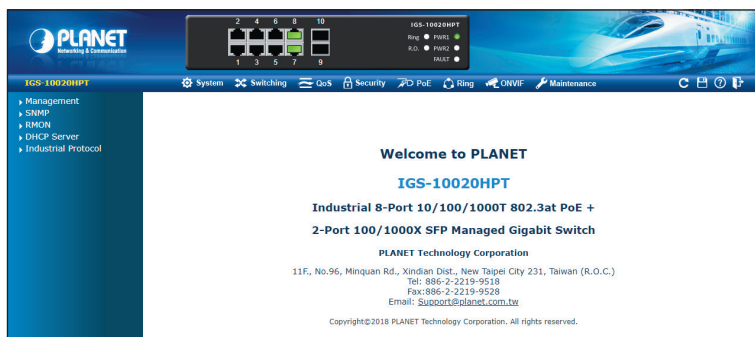 PLANET
Networking & Communication
2 4 6 8 10
1 3 5 7 9
IGS-10020HPT
Ring PWR1
R.O. PWR2
FAULT
IGS-10020HPT
System Switching QoS Security PoE Ring ONVIF Maintenance
Management
SNMP
RMON
DHCP Server
Industrial Protocol
Welcome to PLANET
IGS-10020HPT
Industrial 8-Port 10/100/1000T 802.3at PoE +
2-Port 100/1000X SFP Managed Gigabit Switch
PLANET Technology Corporation
11F., No.96, Minquan Rd., Xindian Dist., New Taipei City 231, Taiwan (R.O.C.)
Tel: 886-2-2219-9518
Fax:886-2-2219-9528
Email: Support@planet.com.tw
Copyright©2018 PLANET Technology Corporation. All rights reserved.